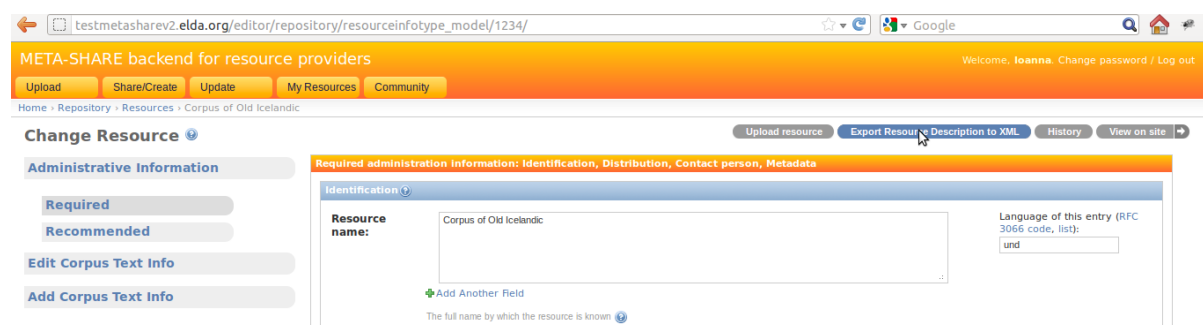 testmetasharev2.elda.org/editor/repository/resourceinfotype_model/1234/
Google
META-SHARE backend for resource providers
Welcome, Ioanna. Change password / Log out
Upload Share/Create Update My Resources Community
Home › Repository › Resources › Corpus of Old Icelandic
Change Resource
Upload resource Export Resource Description to XML History View on site
Administrative Information
Required administration information: Identification, Distribution, Contact person, Metadata
Identification
Required
Recommended
Edit Corpus Text Info
Add Corpus Text Info
Resource name:
Corpus of Old Icelandic
Language of this entry (RFC
3066 code, list):
und
Add Another Field
The full name by which the resource is known